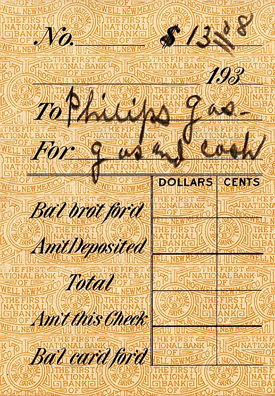 No. $ 13 08
193
To Philips Gas.
For gas and cash
DOLLARS CENTS
Bal brot ford
Amt Deposited
Total
Am't this Check
Bal card ford